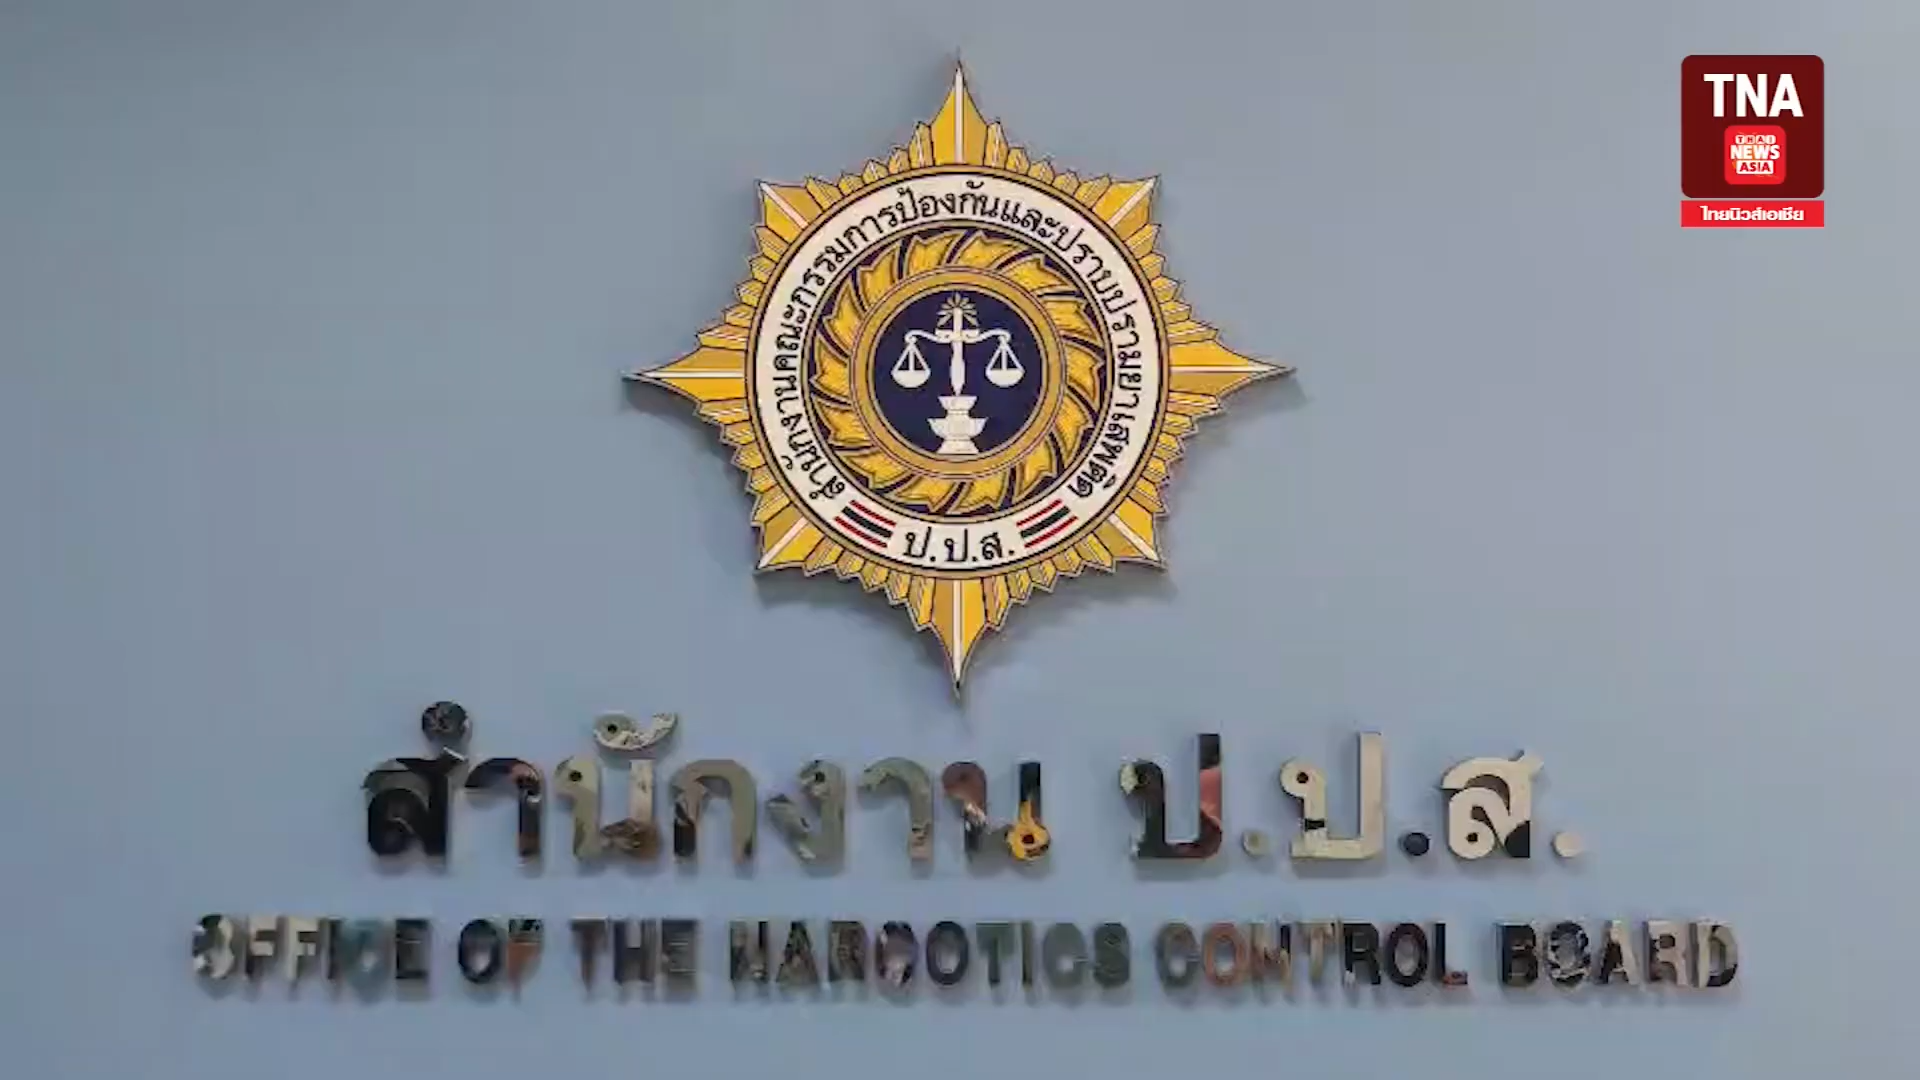 TNA
THAI
NEWS
ASIA
ไทยนิวส์เอเชีย
สำนักงานคณะกรรมการป้องกันและปราบปรามยาเสพติด
ป.ป.ส.
สำนักงาน ป.ป.ส.
OFFICE OF THE NARCOTICS CONTROL BOARD